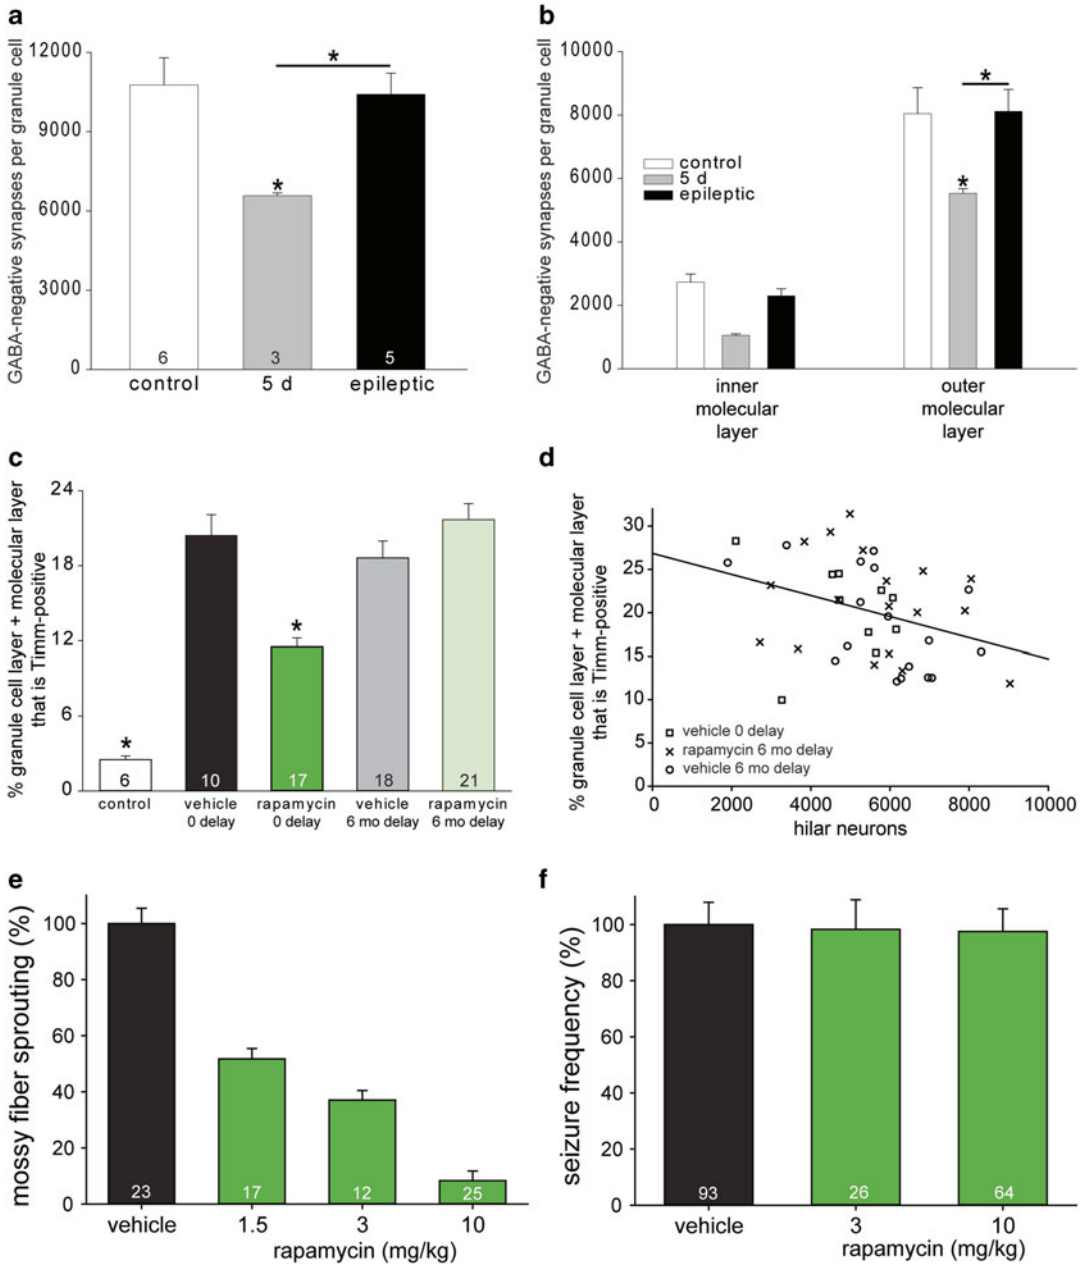 a
GABA-negative synapses per granule cell
12000
9000
6000
3000
0
*
*
6
3
5
control
5 d
epileptic
b
GABA-negative synapses per granule cell
10000
8000
6000
4000
2000
0
control
5 d
epileptic
*
*
inner
molecular
layer
outer
molecular
layer
c
% granule cell layer + molecular layer
that is Timm-positive
24
18
12
6
0
*
*
6
10
17
18
21
control
vehicle
0 delay
rapamycin
0 delay
vehicle
6 mo delay
rapamycin
6 mo delay
d
% granule cell layer + molecular layer
that is Timm-positive
30
25
20
15
10
5
0
vehicle 0 delay
rapamycin 6 mo delay
vehicle 6 mo delay
0
2000
4000
6000
8000
10000
hilar neurons
e
mossy fiber sprouting (%)
100
80
60
40
20
0
23
17
12
25
vehicle
1.5
3
10
rapamycin (mg/kg)
f
seizure frequency (%)
100
80
60
40
20
0
93
26
64
vehicle
3
10
rapamycin (mg/kg)